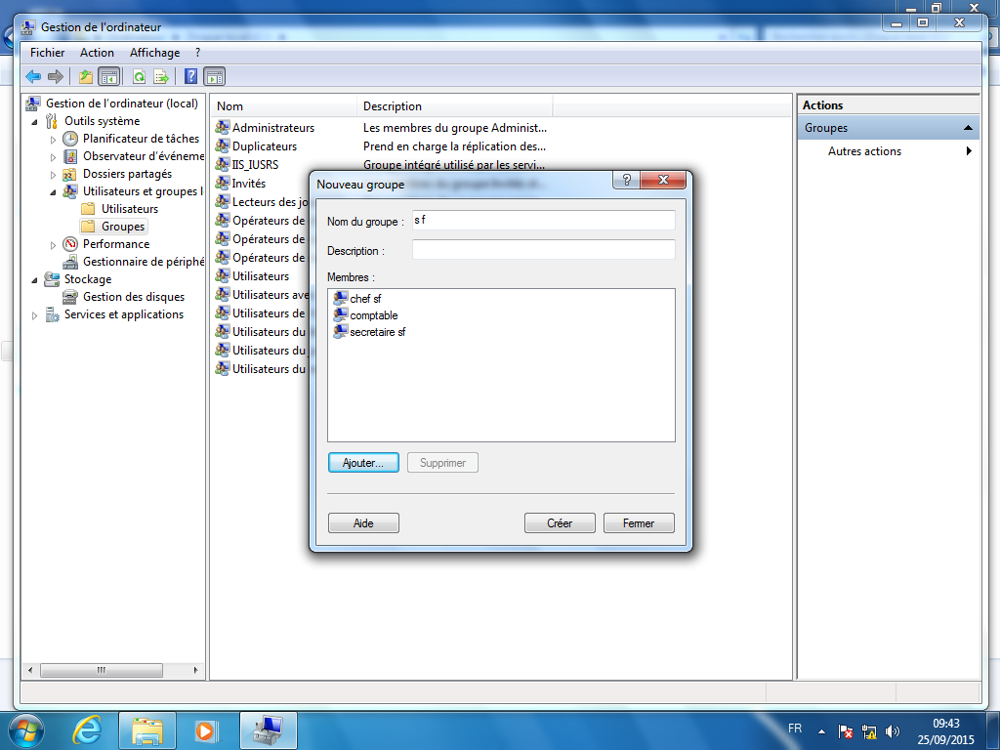 Gestion de l'ordinateur
Fichier Action Affichage ?
Gestion de l'ordinateur (local)
Outils système
Planificateur de tâches
Observateur d'événeme
Dossiers partagés
Utilisateurs et groupes l
Utilisateurs
Groupes
Performance
Gestionnaire de périphé
Stockage
Gestion des disques
Services et applications
Nom Description
Administrateurs Les membres du groupe Administ...
Duplicateurs Prend en charge la réplication des...
IIS_IUSRS Groupe intégré utilisé par les servi...
Invités
Lecteurs des jo
Opérateurs de
Opérateurs de
Opérateurs de
Utilisateurs
Utilisateurs ave
Utilisateurs de
Utilisateurs du
Utilisateurs du
Utilisateurs du
Nouveau groupe
Nom du groupe : s f
Description :
Membres :
chef sf
comptable
secretaire sf
Ajouter... Supprimer
Aide Créer Fermer
Actions
Groupes
Autres actions
FR
09:43
25/09/2015